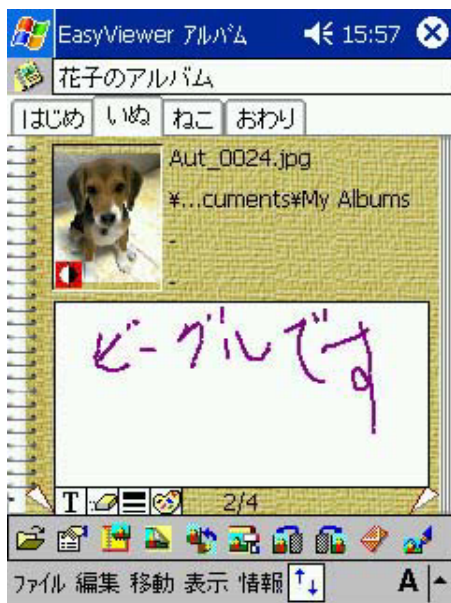 EasyViewer アルバム 15:57
花子のアルバム
はじめ いぬ ねこ おわり
Aut_0024.jpg
¥...cuments¥My Albums
-
-
ビーグルです
T 2/4
ファイル 編集 移動 表示 情報 A